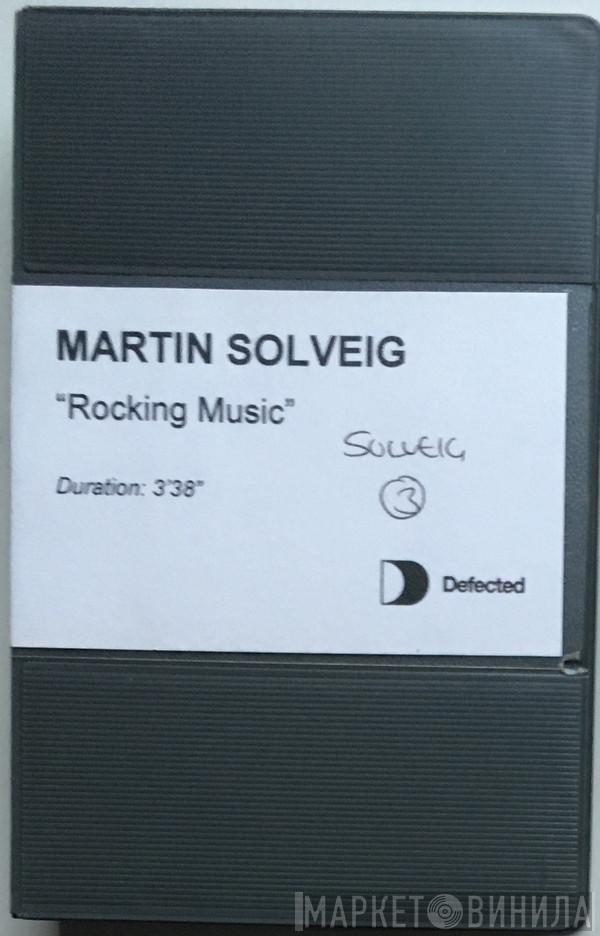 MARTIN SOLVEIG
“Rocking Music”
SOLVEIG
Duration: 3’38”
3
Defected
МАРКЕТ ВИНИЛА